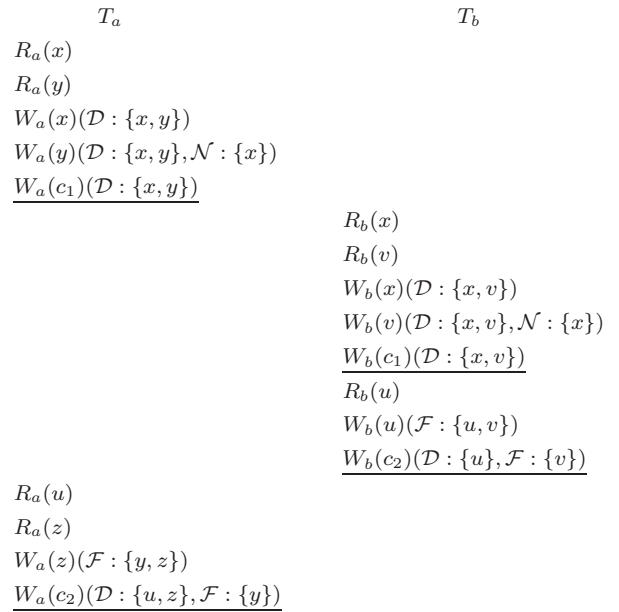 T_a T_b
R_a(x)
R_a(y)
W_a(x)(𝒟 : {x, y})
W_a(y)(𝒟 : {x, y}, 𝒩 : {x})
W_a(c_1)(𝒟 : {x, y})
R_b(x)
R_b(v)
W_b(x)(𝒟 : {x, v})
W_b(v)(𝒟 : {x, v}, 𝒩 : {x})
W_b(c_1)(𝒟 : {x, v})
R_b(u)
W_b(u)(ℱ : {u, v})
W_b(c_2)(𝒟 : {u}, ℱ : {v})
R_a(u)
R_a(z)
W_a(z)(ℱ : {y, z})
W_a(c_2)(𝒟 : {u, z}, ℱ : {y})